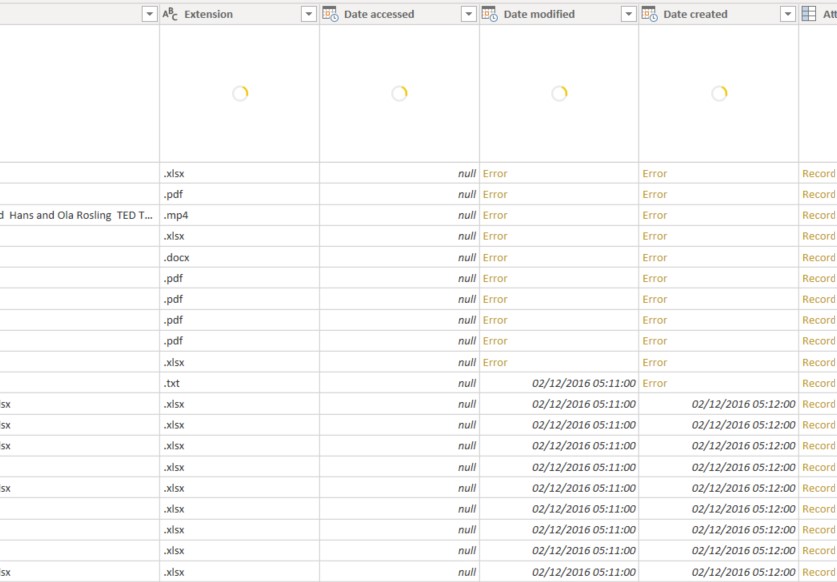 ABC Extension Date accessed Date modified Date created Att
.xlsx null Error Error Record
.pdf null Error Error Record
d Hans and Ola Rosling TED T... .mp4 null Error Error Record
.xlsx null Error Error Record
.docx null Error Error Record
.pdf null Error Error Record
.pdf null Error Error Record
.pdf null Error Error Record
.pdf null Error Error Record
.xlsx null Error Error Record
.txt null 02/12/2016 05:11:00 Error Record
lsx .xlsx null 02/12/2016 05:11:00 02/12/2016 05:12:00 Record
lsx .xlsx null 02/12/2016 05:11:00 02/12/2016 05:12:00 Record
lsx .xlsx null 02/12/2016 05:11:00 02/12/2016 05:12:00 Record
.xlsx null 02/12/2016 05:11:00 02/12/2016 05:12:00 Record
lsx .xlsx null 02/12/2016 05:11:00 02/12/2016 05:12:00 Record
.xlsx null 02/12/2016 05:11:00 02/12/2016 05:12:00 Record
.xlsx null 02/12/2016 05:11:00 02/12/2016 05:12:00 Record
.xlsx null 02/12/2016 05:11:00 02/12/2016 05:12:00 Record
lsx .xlsx null 02/12/2016 05:11:00 02/12/2016 05:12:00 Record